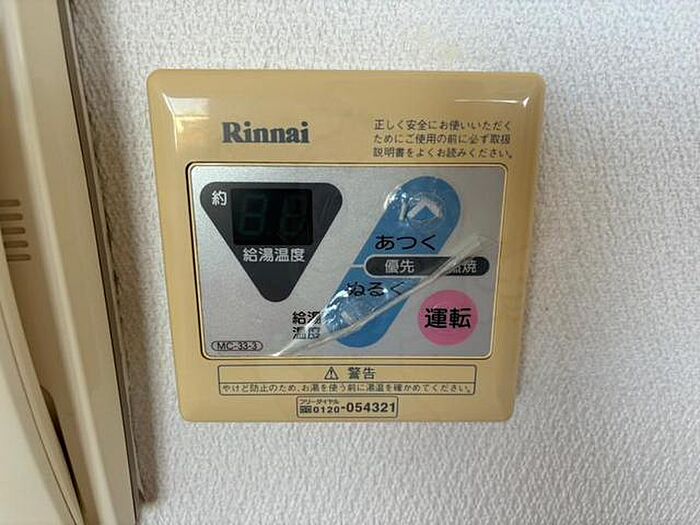 Rinnai
正しく安全にお使いいただく
ためにご使用の前に必ず取扱
説明書をよくお読みください。
約
給湯温度
あつく
優先 燃焼
ぬるく
給湯
温度
運転
MC-33-3
⚠ 警告
やけど防止のため、お湯を使う前に湯温を確かめてください。
フリーダイヤル
0120-054321